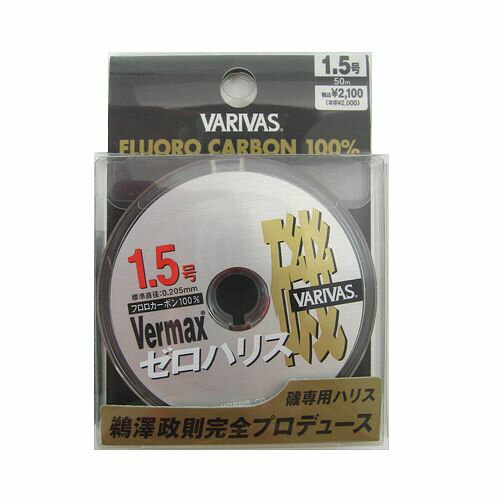 1.5号
50m
税込¥2,100
(本体¥2,000)
VARIVAS®
FLUORO CARBON 100%
磯
1.5号
標準直径:0.205mm
フロロカーボン100%
VARIVAS®
Vermax®
ゼロハリス
磯専用ハリス
鵜澤政則完全プロデュース